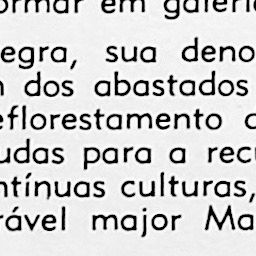 ormar em galeri
egra, sua deno
dos abastados
eflorestamento
udas para a recu
ntínuas culturas,
rável major Ma